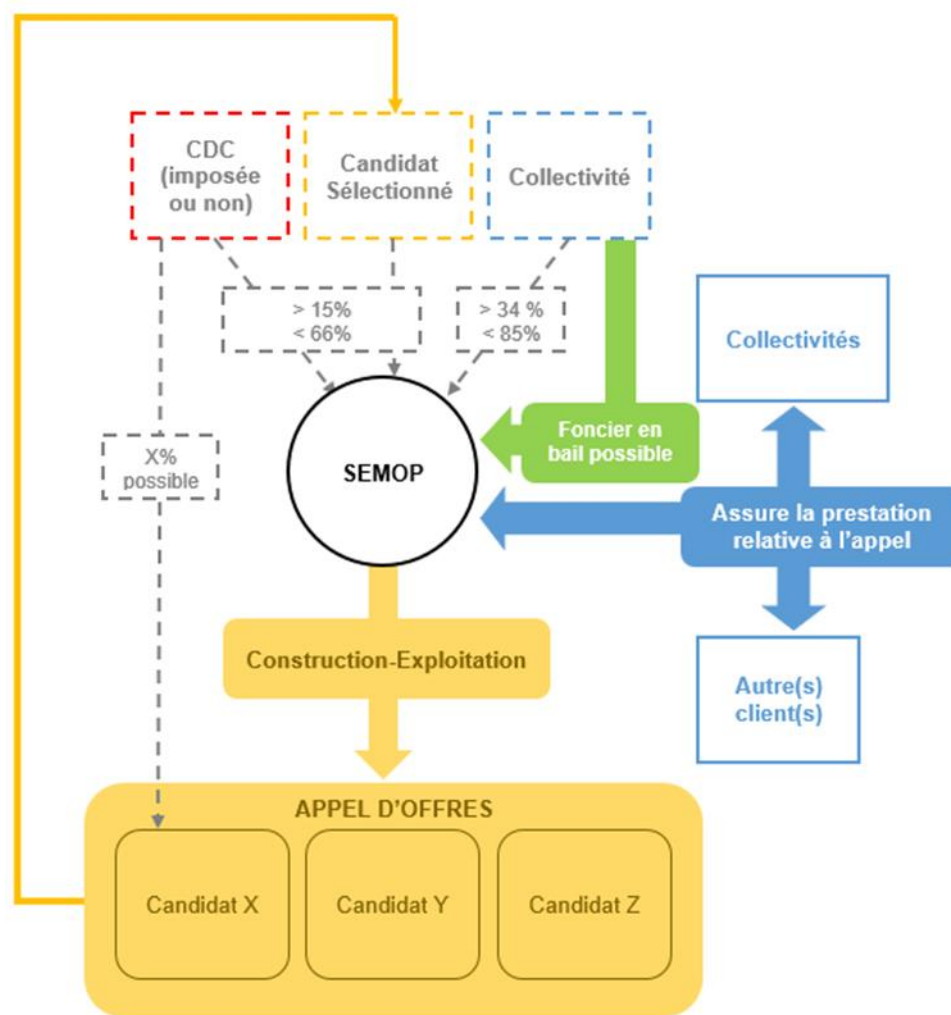 CDC
(imposée
ou non)
Candidat
Sélectionné
Collectivité
> 15%
< 66%
> 34 %
< 85%
Collectivités
Foncier en
bail possible
X%
possible
SEMOP
Assure la prestation
relative à l'appel
Construction-Exploitation
Autre(s)
client(s)
APPEL D'OFFRES
Candidat X
Candidat Y
Candidat Z